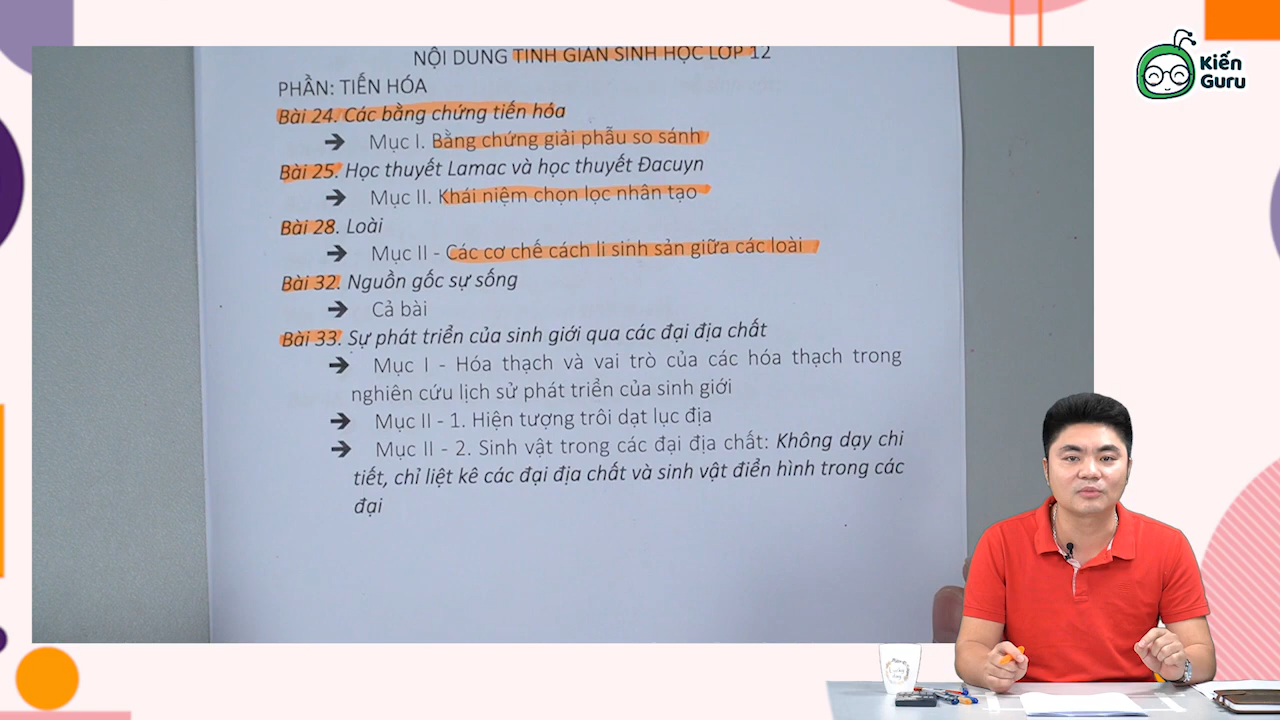 NỘI DUNG TINH GIẢN SINH HỌC LỚP 12
PHẦN: TIẾN HÓA
Bài 24. Các bằng chứng tiến hóa
➔ Mục I. Bằng chứng giải phẫu so sánh
Bài 25. Học thuyết Lamac và học thuyết Đacuyn
➔ Mục II. Khái niệm chọn lọc nhân tạo
Bài 28. Loài
➔ Mục II - Các cơ chế cách li sinh sản giữa các loài
Bài 32. Nguồn gốc sự sống
➔ Cả bài
Bài 33. Sự phát triển của sinh giới qua các đại địa chất
➔ Mục I - Hóa thạch và vai trò của các hóa thạch trong
nghiên cứu lịch sử phát triển của sinh giới
➔ Mục II - 1. Hiện tượng trôi dạt lục địa
➔ Mục II - 2. Sinh vật trong các đại địa chất: Không dạy chi
tiết, chỉ liệt kê các đại địa chất và sinh vật điển hình trong các
đại
Kiến
Guru